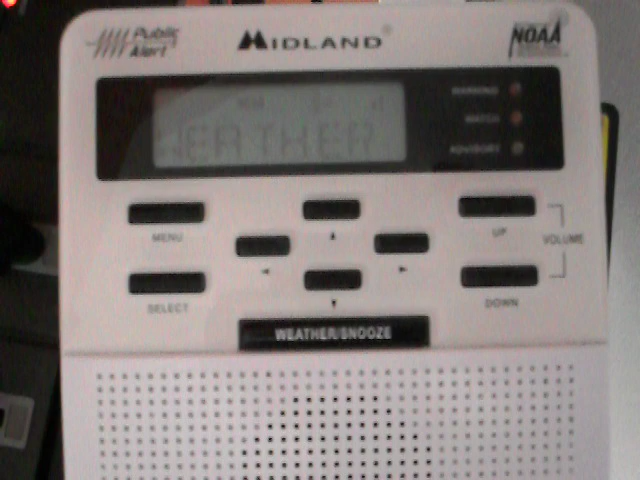 Public
Alert
MIDLAND
NOAA
WEATHER
WARNING
WATCH
ADVISORY
MENU
UP
VOLUME
SELECT
DOWN
WEATHER/SNOOZE